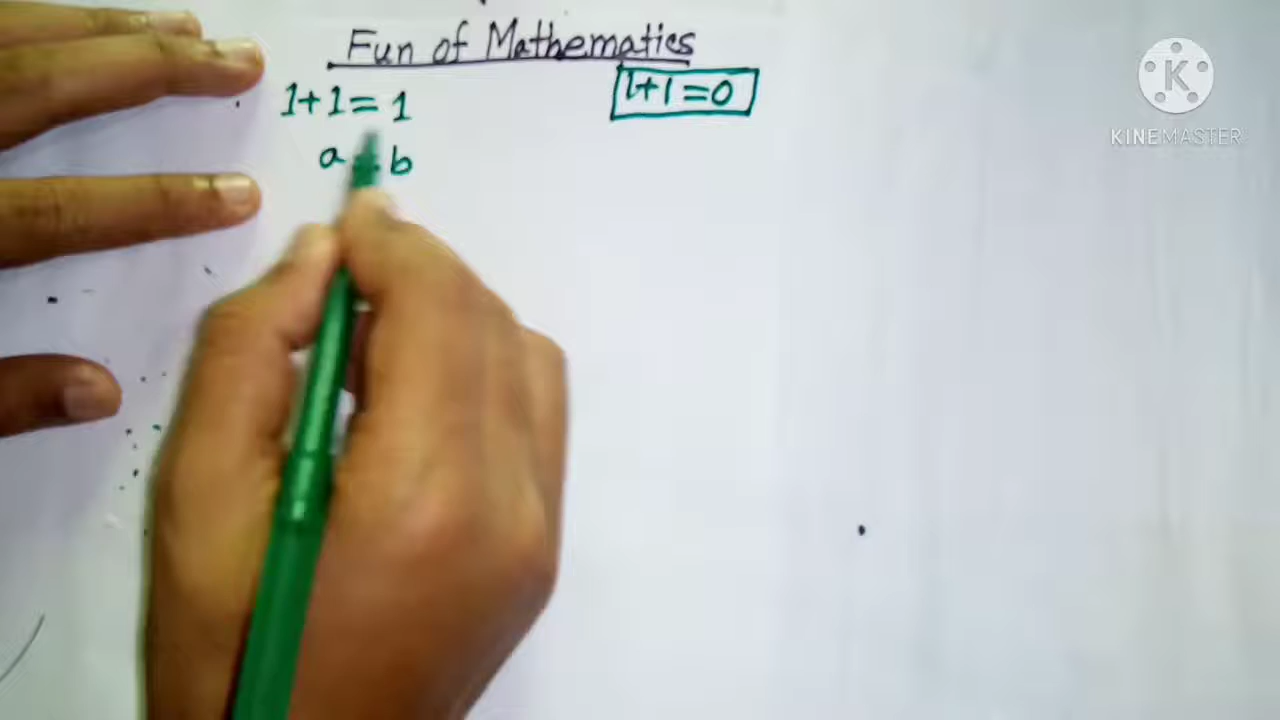 Fun of Mathematics
1+1=1
1+1=0
a = b
K
KINEMASTER